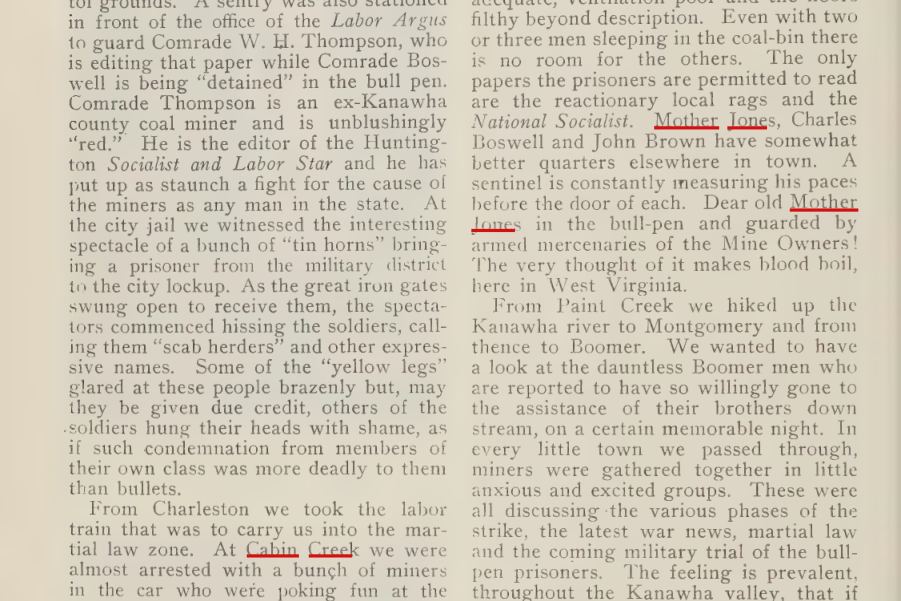 tol grounds. A sentry was also stationed
in front of the office of the Labor Argus
to guard Comrade W. H. Thompson, who
is editing that paper while Comrade Bos-
well is being "detained" in the bull pen.
Comrade Thompson is an ex-Kanawha
county coal miner and is unblushingly
"red." He is the editor of the Hunting-
ton Socialist and Labor Star and he has
put up as staunch a fight for the cause of
the miners as any man in the state. At
the city jail we witnessed the interesting
spectacle of a bunch of "tin horns" bring-
ing a prisoner from the military district
to the city lockup. As the great iron gates
swung open to receive them, the specta-
tors commenced hissing the soldiers, call-
ing them "scab herders" and other expres-
sive names. Some of the "yellow legs"
glared at these people brazenly but, may
they be given due credit, others of the
soldiers hung their heads with shame, as
if such condemnation from members of
their own class was more deadly to them
than bullets.
From Charleston we took the labor
train that was to carry us into the mar-
tial law zone. At Cabin Creek we were
almost arrested with a bunch of miners
in the car who were poking fun at the
adequate, ventilation poor and the
filthy beyond description. Even with two
or three men sleeping in the coal-bin there
is no room for the others. The only
papers the prisoners are permitted to read
are the reactionary local rags and the
National Socialist. Mother Jones, Charles
Boswell and John Brown have somewhat
better quarters elsewhere in town. A
sentinel is constantly measuring his paces
before the door of each. Dear old Mother
Jones in the bull-pen and guarded by
armed mercenaries of the Mine Owners!
The very thought of it makes blood boil,
here in West Virginia.
From Paint Creek we hiked up the
Kanawha river to Montgomery and from
thence to Boomer. We wanted to have
a look at the dauntless Boomer men who
are reported to have so willingly gone to
the assistance of their brothers down
stream, on a certain memorable night. In
every little town we passed through,
miners were gathered together in little
anxious and excited groups. These were
all discussing the various phases of the
strike, the latest war news, martial law
and the coming military trial of the bull-
pen prisoners. The feeling is prevalent,
throughout the Kanawha valley, that if